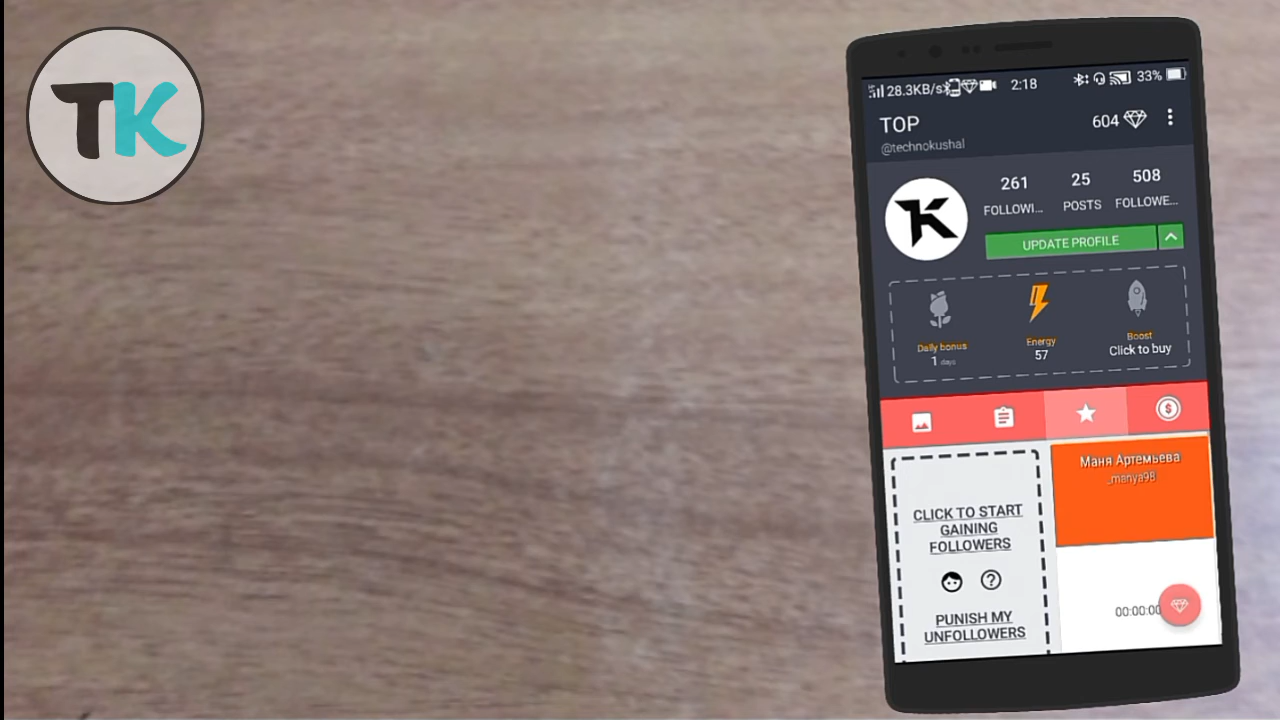 TK
28.3KB/s 2:18 33%
TOP
604
@technokushal
261 25 508
FOLLOWI... POSTS FOLLOWE...
UPDATE PROFILE
Daily bonus
1 days
Energy
57
Boost
Click to buy
CLICK TO START
GAINING
FOLLOWERS
PUNISH MY
UNFOLLOWERS
Маня Артемьева
_manya98
00:00:00